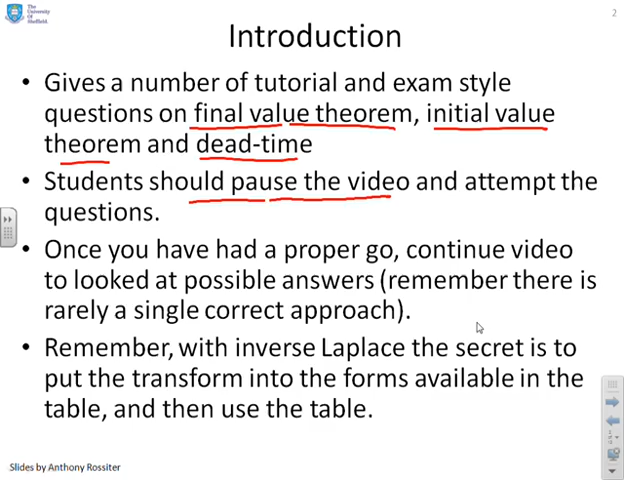 The
University
Of
Sheffield.
2
Introduction
• Gives a number of tutorial and exam style
questions on final value theorem, initial value
theorem and dead-time
• Students should pause the video and attempt the
questions.
• Once you have had a proper go, continue video
to looked at possible answers (remember there is
rarely a single correct approach).
• Remember, with inverse Laplace the secret is to
put the transform into the forms available in the
table, and then use the table.
Slides by Anthony Rossiter